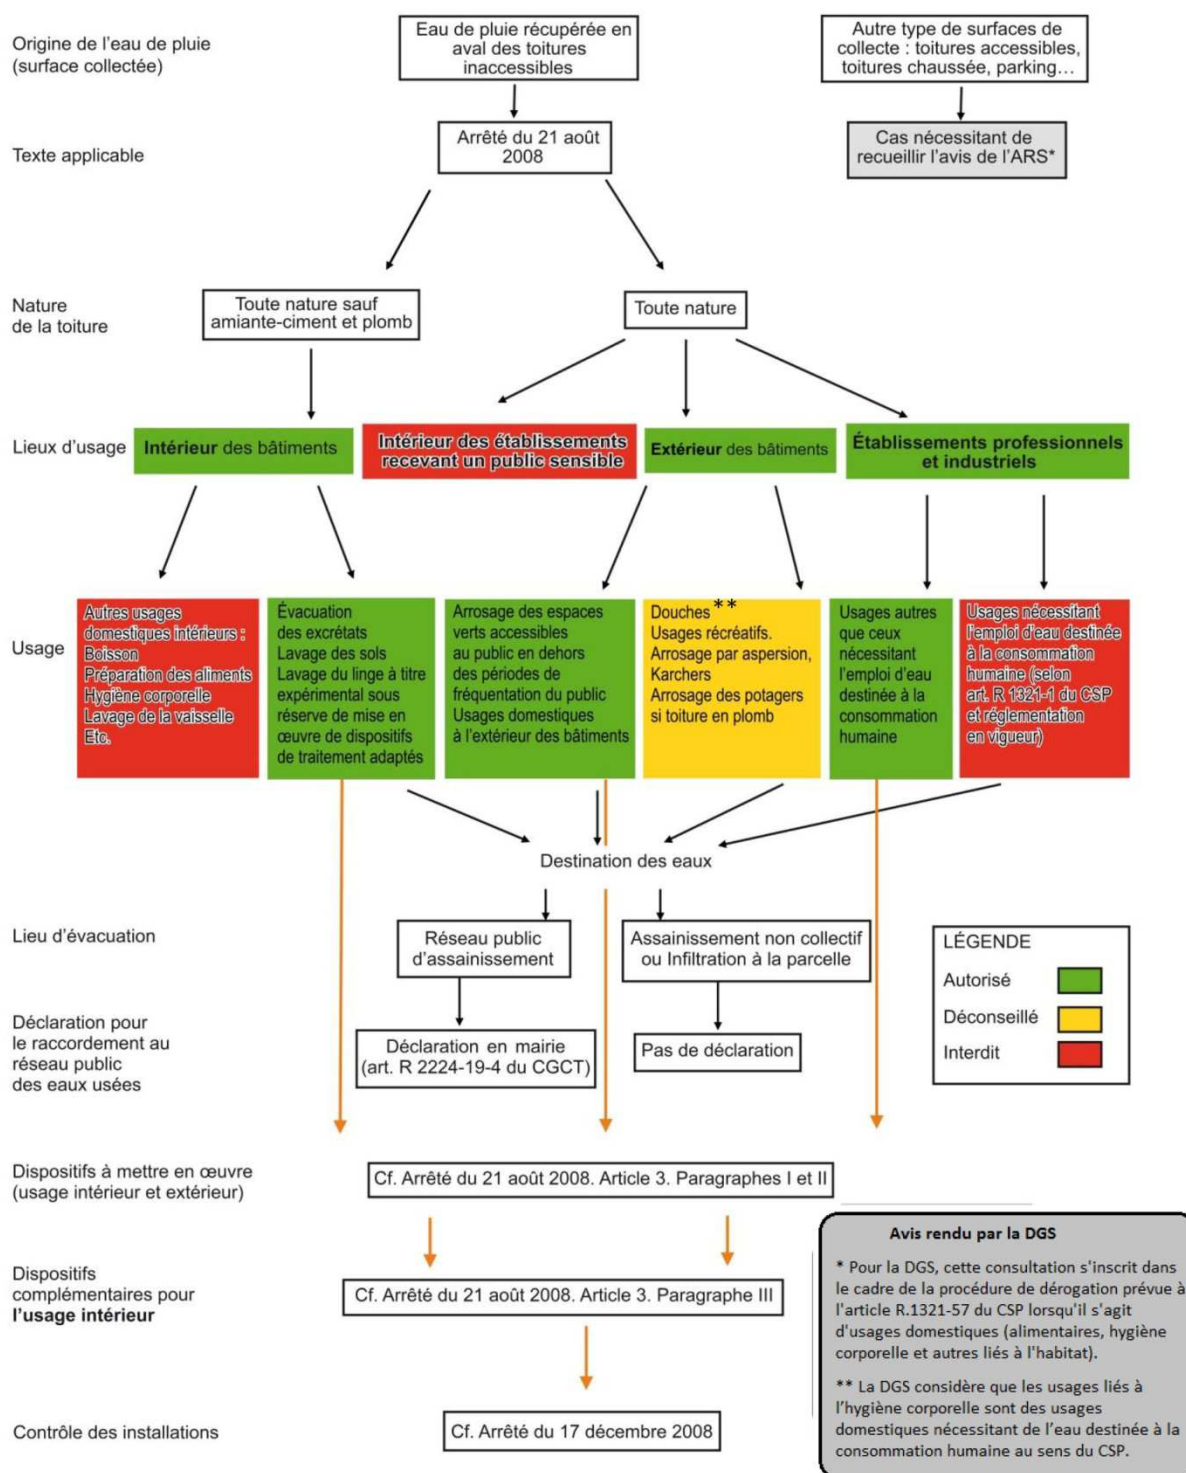 Origine de l'eau de pluie
(surface collectée)
Eau de pluie récupérée en
aval des toitures
inaccessibles
Autre type de surfaces de
collecte : toitures accessibles,
toitures chaussée, parking…
Texte applicable
Arrêté du 21 août
2008
Cas nécessitant de
recueillir l'avis de l'ARS*
Nature
de la toiture
Toute nature sauf
amiante-ciment et plomb
Toute nature
Lieux d'usage
Intérieur des bâtiments
Intérieur des établissements
recevant un public sensible
Extérieur des bâtiments
Établissements professionnels
et industriels
Usage
Autres usages
domestiques intérieurs :
Boisson
Préparation des aliments
Hygiène corporelle
Lavage de la vaisselle
Etc.
Évacuation
des excrétats
Lavage des sols
Lavage du linge à titre
expérimental sous
réserve de mise en
œuvre de dispositifs
de traitement adaptés
Arrosage des espaces
verts accessibles
au public en dehors
des périodes de
fréquentation du public
Usages domestiques
à l'extérieur des bâtiments
Douches **
Usages récréatifs.
Arrosage par aspersion,
Karchers
Arrosage des potagers
si toiture en plomb
Usages autres
que ceux
nécessitant
l'emploi d'eau
destinée à la
consommation
humaine
Usages nécessitant
l'emploi d'eau destinée
à la consommation
humaine (selon
art. R 1321-1 du CSP
et réglementation
en vigueur)
Destination des eaux
Lieu d'évacuation
Réseau public
d'assainissement
Assainissement non collectif
ou Infiltration à la parcelle
LÉGENDE
Autorisé
Déconseillé
Interdit
Déclaration pour
le raccordement au
réseau public
des eaux usées
Déclaration en mairie
(art. R 2224-19-4 du CGCT)
Pas de déclaration
Dispositifs à mettre en œuvre
(usage intérieur et extérieur)
Cf. Arrêté du 21 août 2008. Article 3. Paragraphes I et II
Dispositifs
complémentaires pour
l'usage intérieur
Cf. Arrêté du 21 août 2008. Article 3. Paragraphe III
Contrôle des installations
Cf. Arrêté du 17 décembre 2008
Avis rendu par la DGS
* Pour la DGS, cette consultation s'inscrit dans
le cadre de la procédure de dérogation prévue à
l'article R.1321-57 du CSP lorsqu'il s'agit
d'usages domestiques (alimentaires, hygiène
corporelle et autres liés à l'habitat).
** La DGS considère que les usages liés à
l'hygiène corporelle sont des usages
domestiques nécessitant de l'eau destinée à la
consommation humaine au sens du CSP.